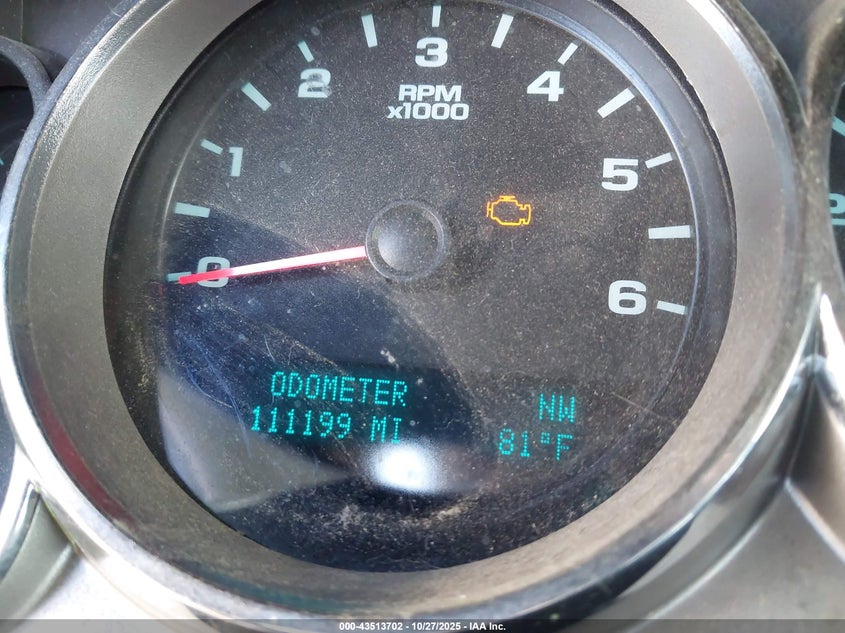 3
2
4
RPM
x1000
1
5
0
6
ODOMETER
111199 MI
NW
81°F
000-43513702 | 10/27/2025 | IAA Inc.